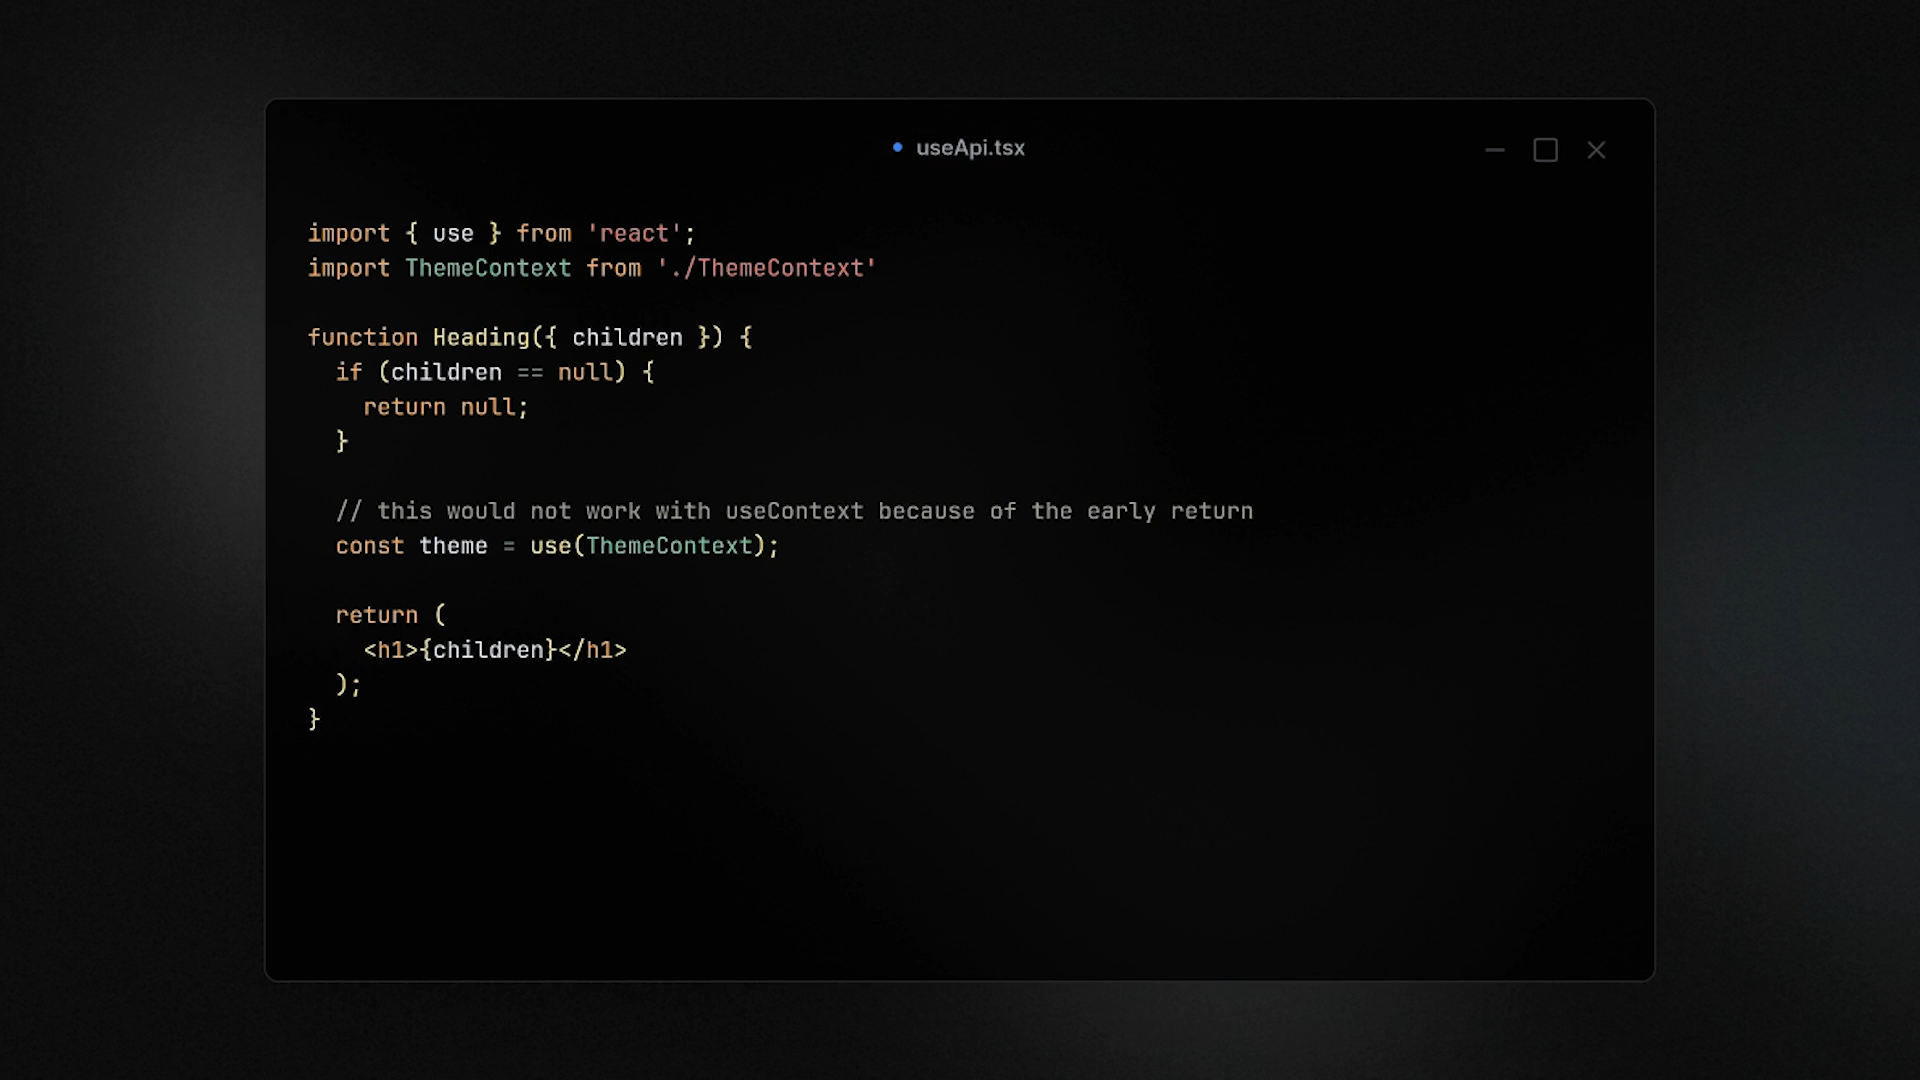 useApi.tsx
import { use } from 'react';
import ThemeContext from './ThemeContext'
function Heading({ children }) {
if (children == null) {
return null;
}
// this would not work with useContext because of the early return
const theme = use(ThemeContext);
return (
<h1>{children}</h1>
);
}